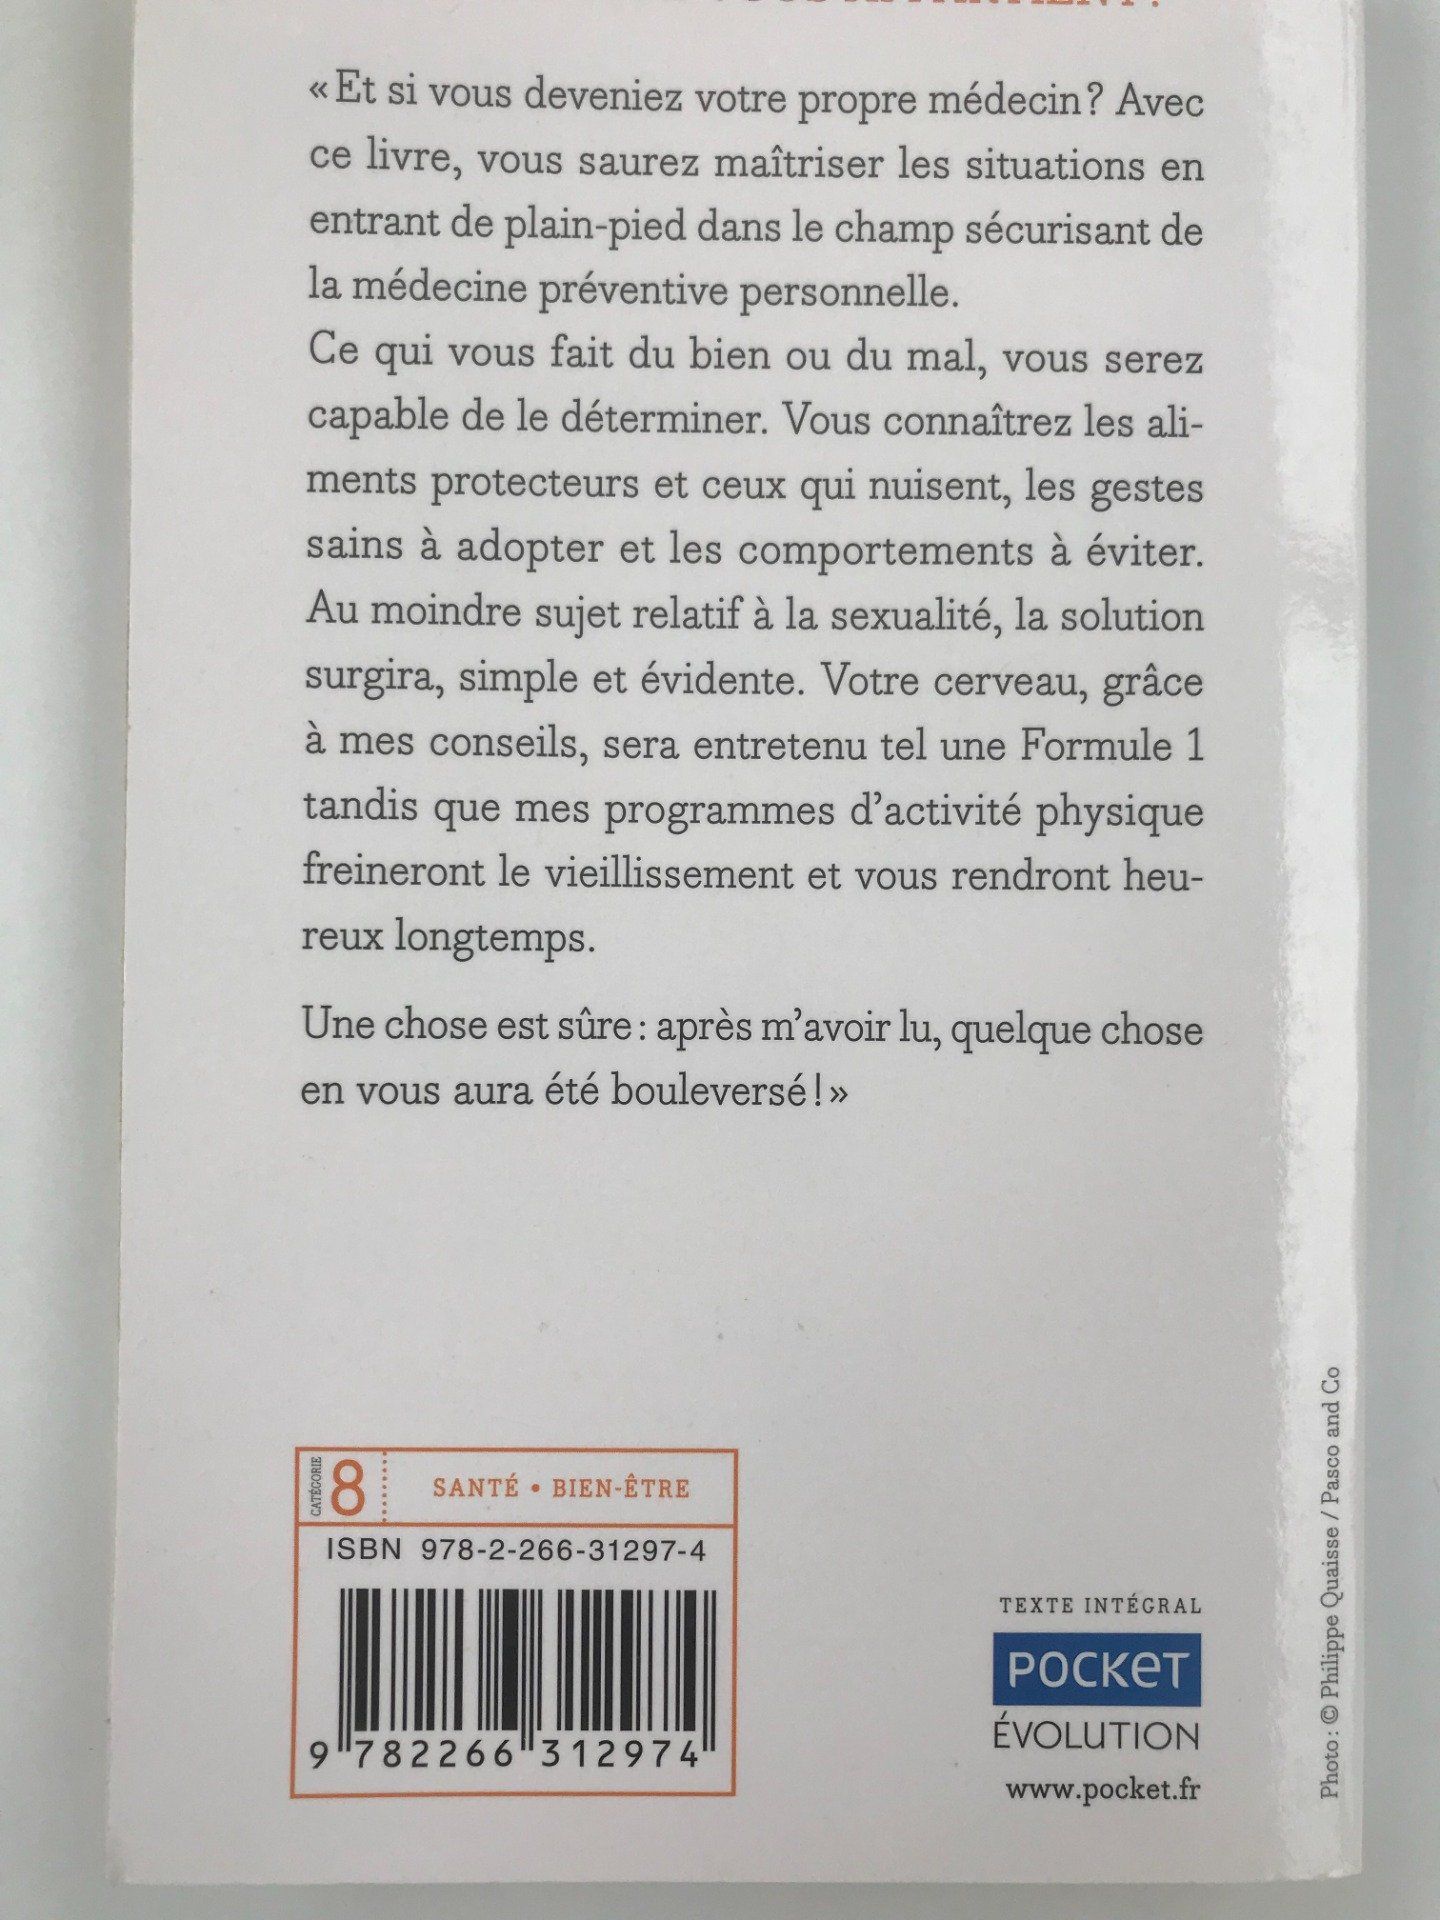 « Et si vous deveniez votre propre médecin ? Avec
ce livre, vous saurez maîtriser les situations en
entrant de plain-pied dans le champ sécurisant de
la médecine préventive personnelle.
Ce qui vous fait du bien ou du mal, vous serez
capable de le déterminer. Vous connaîtrez les ali-
ments protecteurs et ceux qui nuisent, les gestes
sains à adopter et les comportements à éviter.
Au moindre sujet relatif à la sexualité, la solution
surgira, simple et évidente. Votre cerveau, grâce
à mes conseils, sera entretenu tel une Formule 1
tandis que mes programmes d'activité physique
freineront le vieillissement et vous rendront heu-
reux longtemps.
Une chose est sûre : après m'avoir lu, quelque chose
en vous aura été bouleversé ! »
CATÉGORIE
8
SANTÉ • BIEN-ÊTRE
ISBN 978-2-266-31297-4
9 782266 312974
TEXTE INTÉGRAL
POCKET
ÉVOLUTION
www.pocket.fr
Photo : © Philippe Quaisse / Pasco and Co